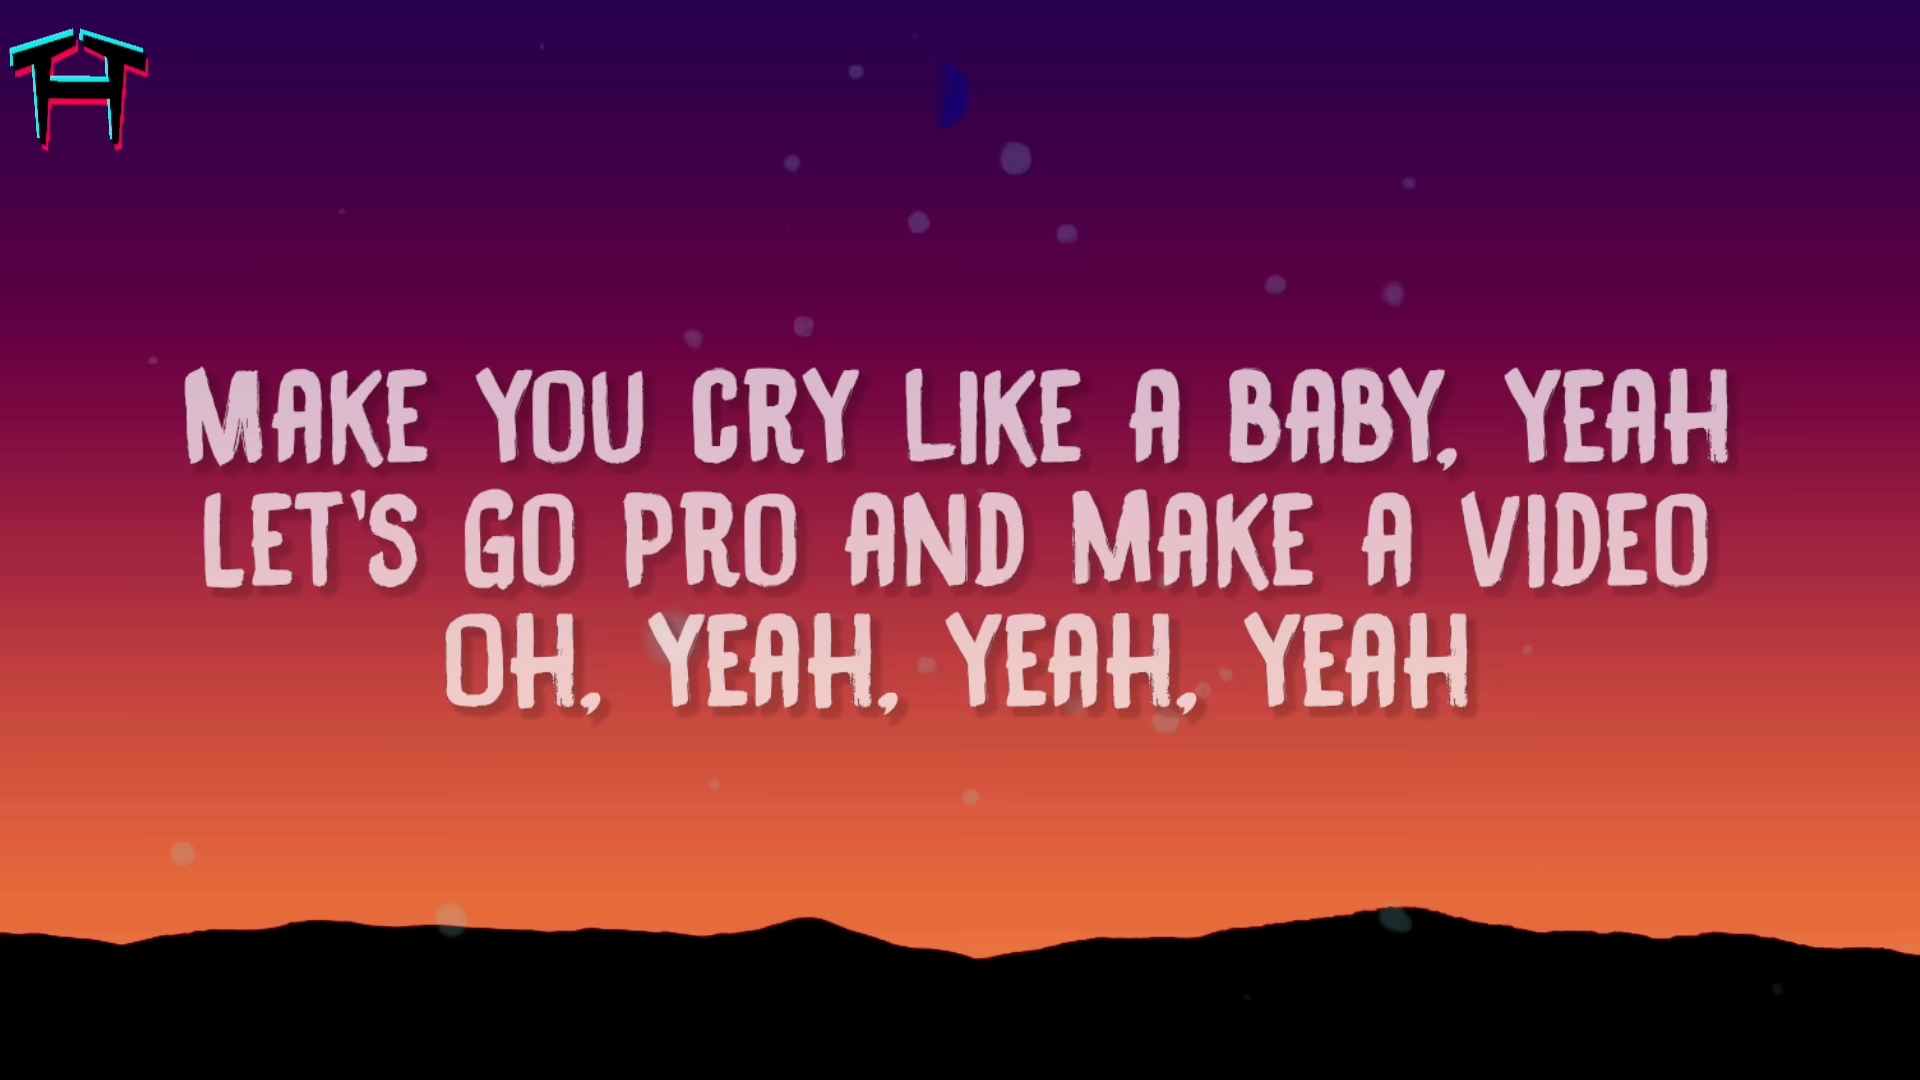 MAKE YOU CRY LIKE A BABY, YEAH
LET'S GO PRO AND MAKE A VIDEO
OH, YEAH, YEAH, YEAH